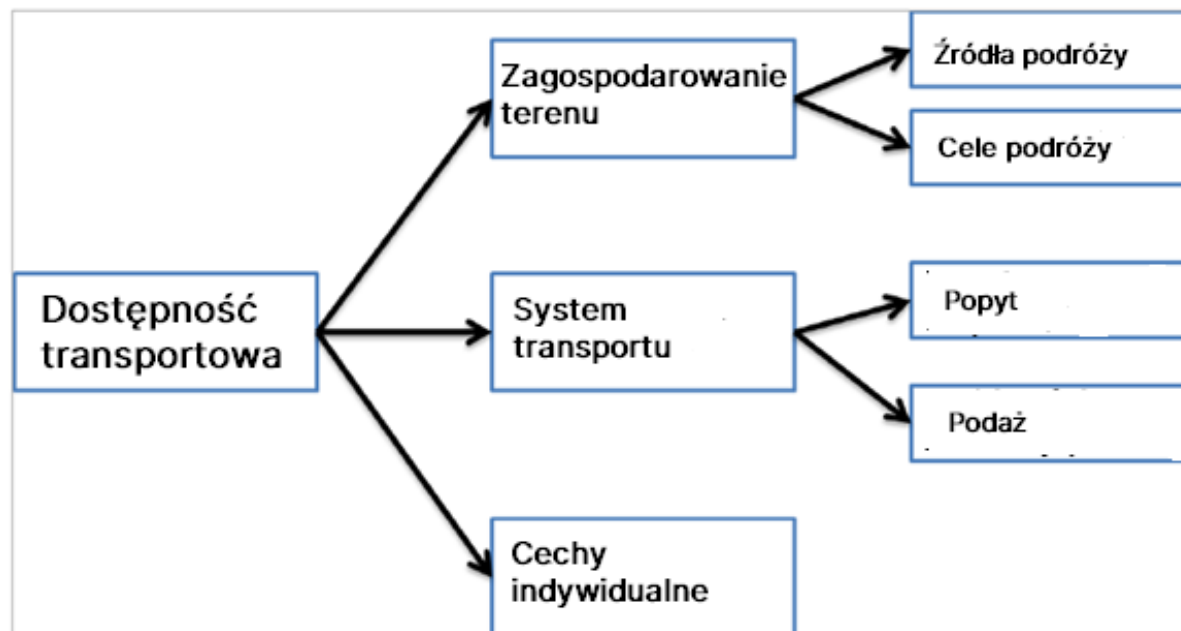 Źródła podróży
Zagospodarowanie
terenu
Cele podróży
Dostępność
transportowa
System
transportu
Popyt
Podaż
Cechy
indywidualne